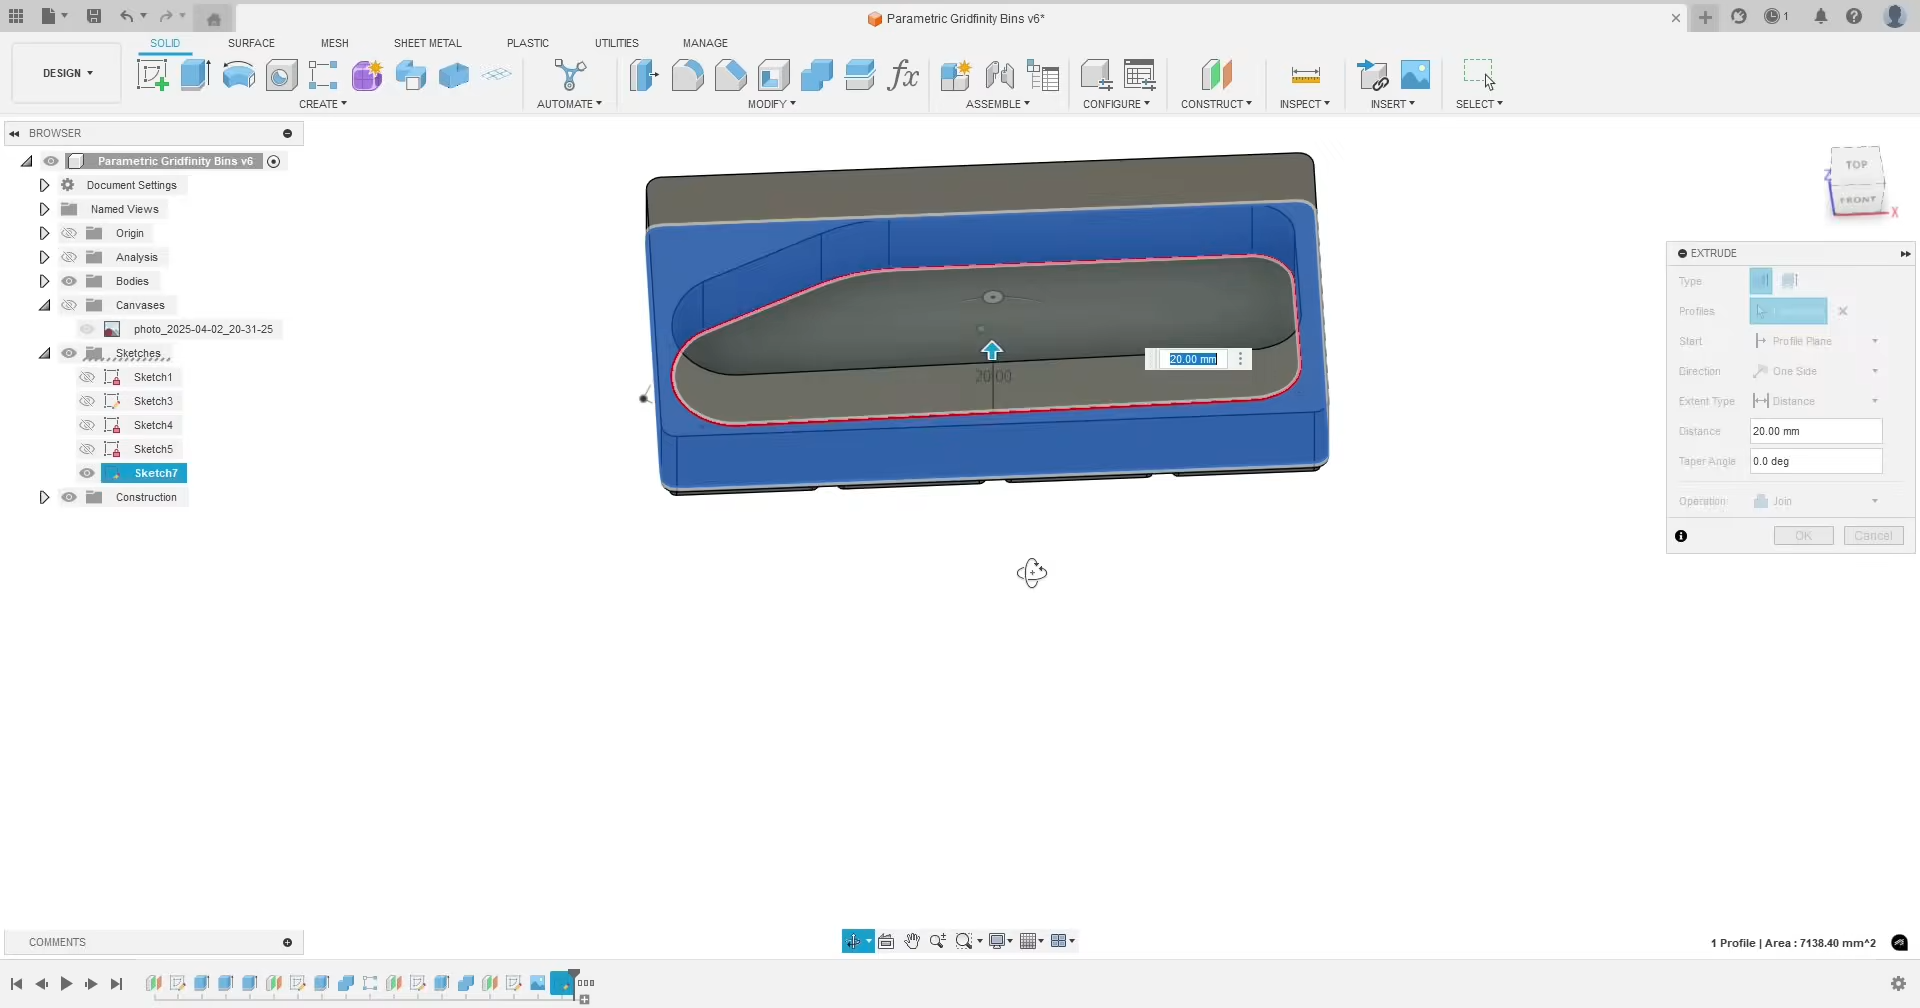 Parametric Gridfinity Bins v6*
1
DESIGN
SOLID
SURFACE
MESH
SHEET METAL
PLASTIC
UTILITIES
MANAGE
CREATE
AUTOMATE
fx
MODIFY
ASSEMBLE
CONFIGURE
CONSTRUCT
INSPECT
INSERT
SELECT
BROWSER
Parametric Gridfinity Bins v6
Document Settings
Named Views
Origin
Analysis
Bodies
Canvases
photo_2025-04-02_20-31-25
Sketches
Sketch1
Sketch3
Sketch4
Sketch5
Sketch7
Construction
20.00
20.00 mm
TOP
FRONT
Z
X
EXTRUDE
Type
Profiles
Start
Profile Plane
Direction
One Side
Extent Type
Distance
Distance
20.00 mm
Taper Angle
0.0 deg
Operation
Join
OK
Cancel
COMMENTS
1 Profile | Area : 7138.40 mm^2